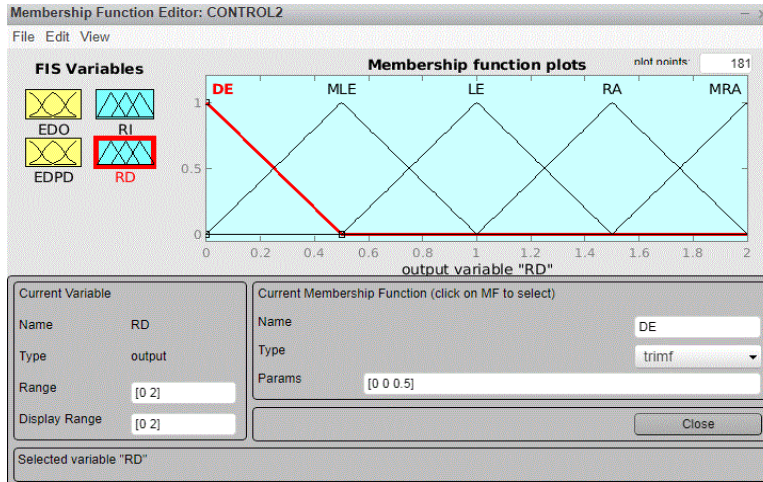 Membership Function Editor: CONTROL2
File Edit View
FIS Variables
EDO RI
EDPD RD
Membership function plots
plot points: 181
DE MLE LE RA MRA
1
0.5
0
0 0.2 0.4 0.6 0.8 1 1.2 1.4 1.6 1.8 2
output variable "RD"
Current Variable
Name RD
Type output
Range [0 2]
Display Range [0 2]
Current Membership Function (click on MF to select)
Name DE
Type trimf
Params [0 0 0.5]
Close
Selected variable "RD"